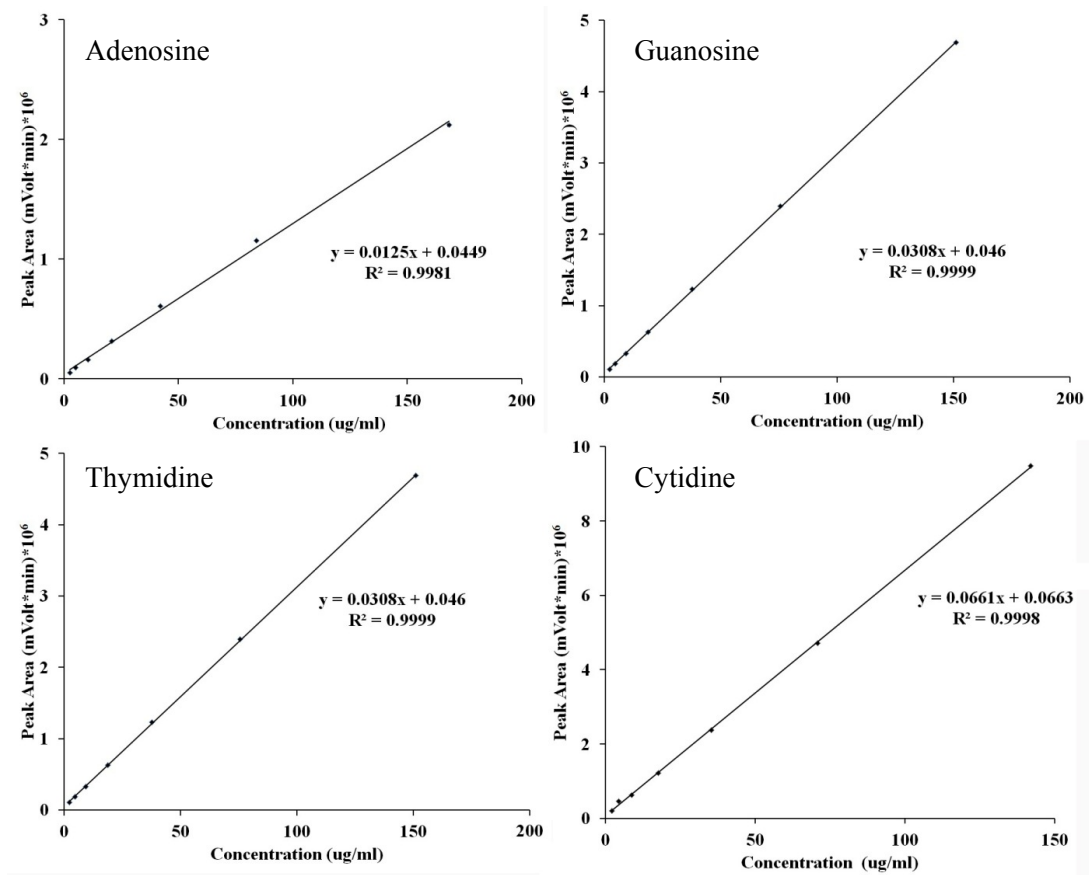 Adenosine
Peak Area (mVolt*min)*10⁶
3
2
1
0
y = 0.0125x + 0.0449
R² = 0.9981
0 50 100 150 200
Concentration (ug/ml)
Guanosine
Peak Area (mVolt*min)*10⁶
5
4
3
2
1
0
y = 0.0308x + 0.046
R² = 0.9999
0 50 100 150 200
Concentration (ug/ml)
Thymidine
Peak Area (mVolt*min)*10⁶
5
4
3
2
1
0
y = 0.0308x + 0.046
R² = 0.9999
0 50 100 150 200
Concentration (ug/ml)
Cytidine
Peak Area (mVolt*min)*10⁶
10
8
6
4
2
0
y = 0.0661x + 0.0663
R² = 0.9998
0 50 100 150
Concentration (ug/ml)